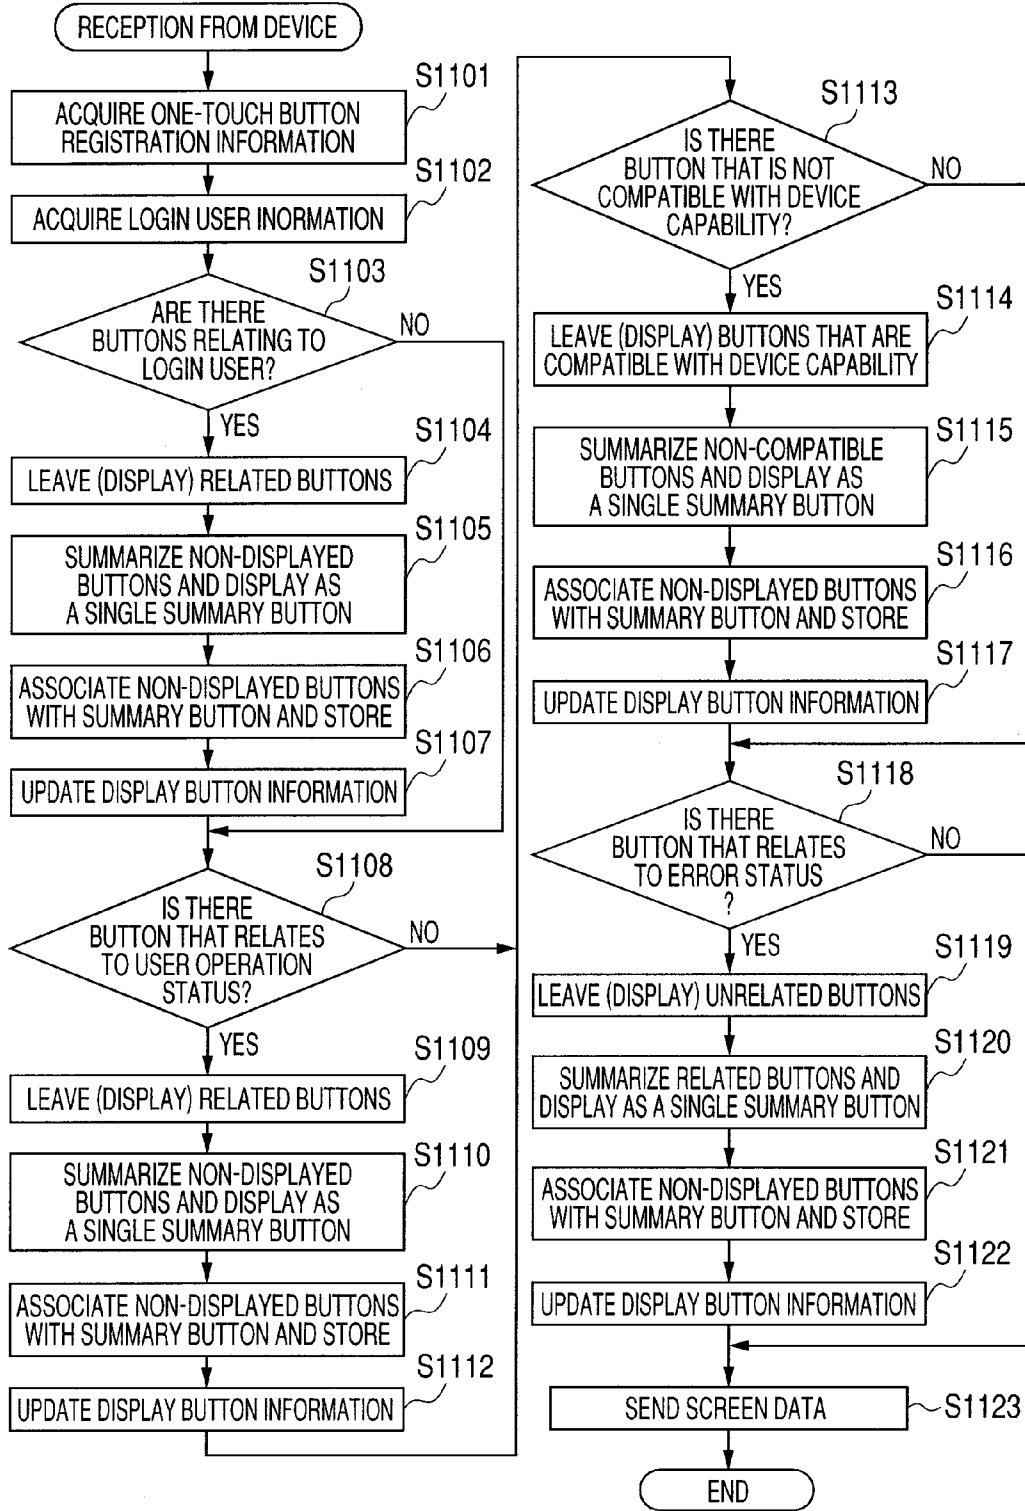 RECEPTION FROM DEVICE
S1101
ACQUIRE ONE-TOUCH BUTTON
REGISTRATION INFORMATION
S1102
ACQUIRE LOGIN USER INORMATION
S1103
ARE THERE
BUTTONS RELATING TO
LOGIN USER?
NO
YES
S1104
LEAVE (DISPLAY) RELATED BUTTONS
S1105
SUMMARIZE NON-DISPLAYED
BUTTONS AND DISPLAY AS
A SINGLE SUMMARY BUTTON
S1106
ASSOCIATE NON-DISPLAYED BUTTONS
WITH SUMMARY BUTTON AND STORE
S1107
UPDATE DISPLAY BUTTON INFORMATION
S1108
IS THERE
BUTTON THAT RELATES
TO USER OPERATION
STATUS?
NO
YES
S1109
LEAVE (DISPLAY) RELATED BUTTONS
S1110
SUMMARIZE NON-DISPLAYED
BUTTONS AND DISPLAY AS
A SINGLE SUMMARY BUTTON
S1111
ASSOCIATE NON-DISPLAYED BUTTONS
WITH SUMMARY BUTTON AND STORE
S1112
UPDATE DISPLAY BUTTON INFORMATION
S1113
IS THERE
BUTTON THAT IS NOT
COMPATIBLE WITH DEVICE
CAPABILITY?
NO
YES
S1114
LEAVE (DISPLAY) BUTTONS THAT ARE
COMPATIBLE WITH DEVICE CAPABILITY
S1115
SUMMARIZE NON-COMPATIBLE
BUTTONS AND DISPLAY AS
A SINGLE SUMMARY BUTTON
S1116
ASSOCIATE NON-DISPLAYED BUTTONS
WITH SUMMARY BUTTON AND STORE
S1117
UPDATE DISPLAY BUTTON INFORMATION
S1118
IS THERE
BUTTON THAT RELATES
TO ERROR STATUS
?
NO
YES
S1119
LEAVE (DISPLAY) UNRELATED BUTTONS
S1120
SUMMARIZE RELATED BUTTONS AND
DISPLAY AS A SINGLE SUMMARY BUTTON
S1121
ASSOCIATE NON-DISPLAYED BUTTONS
WITH SUMMARY BUTTON AND STORE
S1122
UPDATE DISPLAY BUTTON INFORMATION
SEND SCREEN DATA
S1123
END